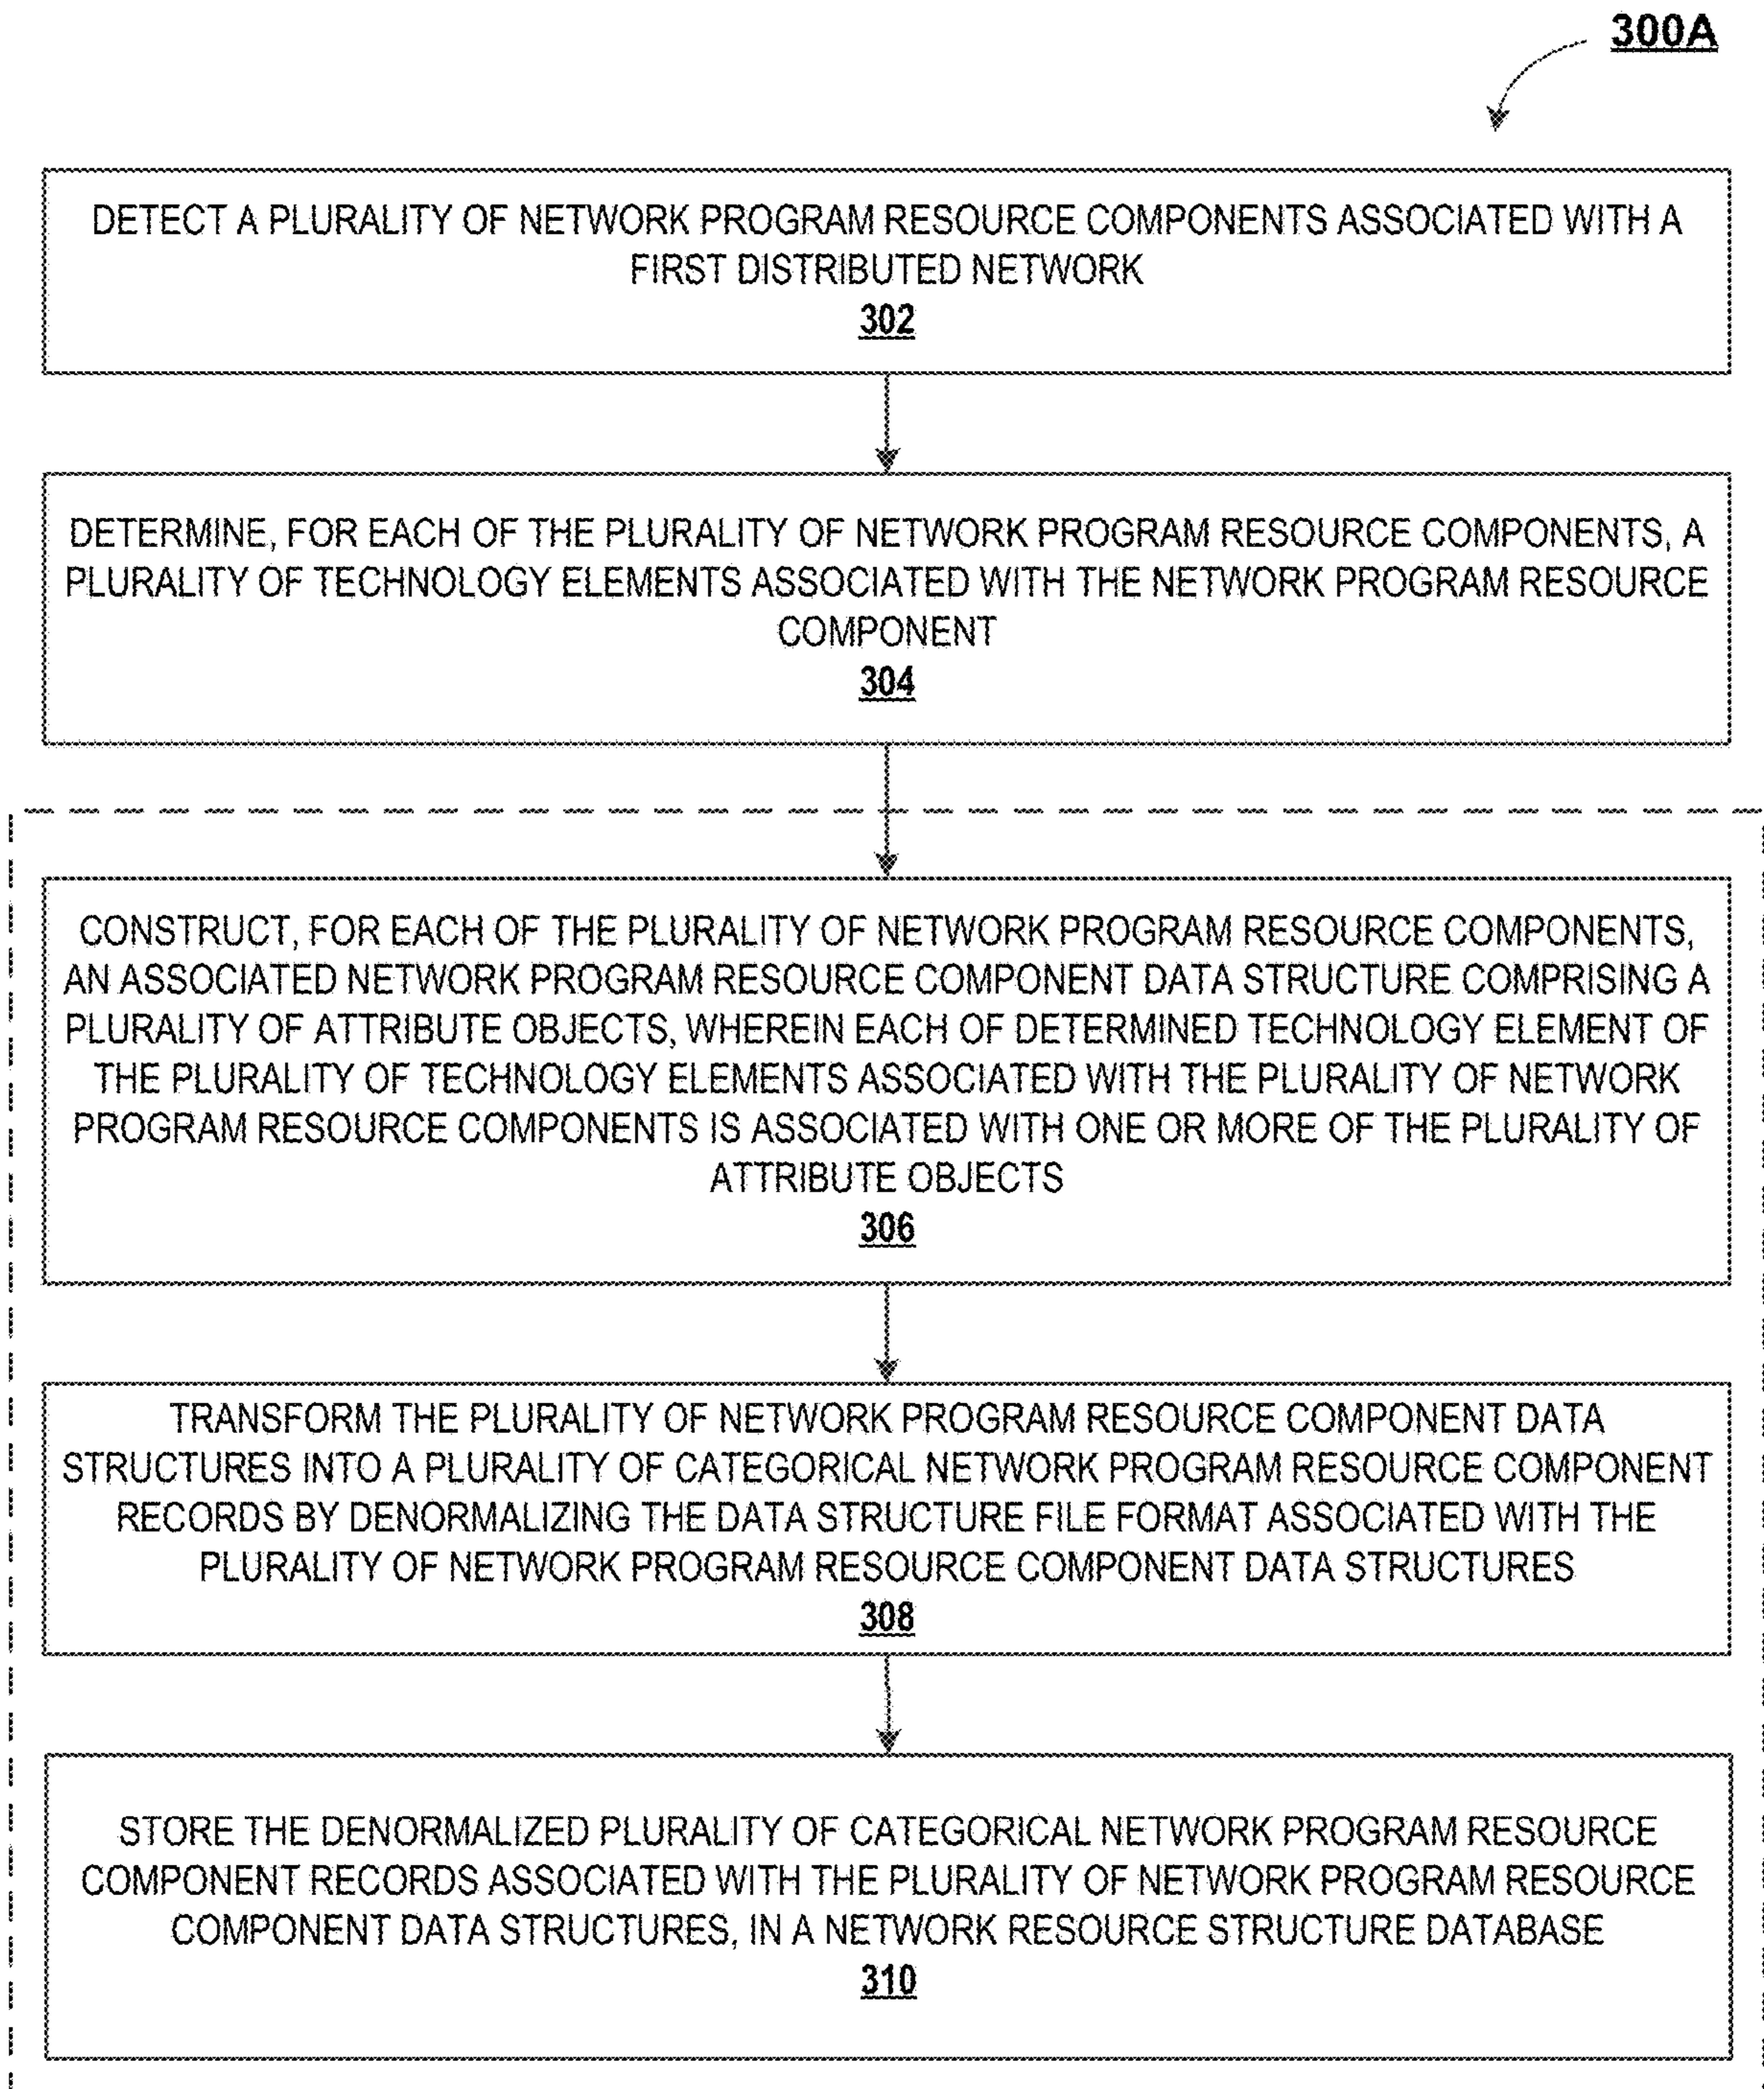 300A
DETECT A PLURALITY OF NETWORK PROGRAM RESOURCE COMPONENTS ASSOCIATED WITH A
FIRST DISTRIBUTED NETWORK
302
DETERMINE, FOR EACH OF THE PLURALITY OF NETWORK PROGRAM RESOURCE COMPONENTS, A
PLURALITY OF TECHNOLOGY ELEMENTS ASSOCIATED WITH THE NETWORK PROGRAM RESOURCE
COMPONENT
304
CONSTRUCT, FOR EACH OF THE PLURALITY OF NETWORK PROGRAM RESOURCE COMPONENTS,
AN ASSOCIATED NETWORK PROGRAM RESOURCE COMPONENT DATA STRUCTURE COMPRISING A
PLURALITY OF ATTRIBUTE OBJECTS, WHEREIN EACH OF DETERMINED TECHNOLOGY ELEMENT OF
THE PLURALITY OF TECHNOLOGY ELEMENTS ASSOCIATED WITH THE PLURALITY OF NETWORK
PROGRAM RESOURCE COMPONENTS IS ASSOCIATED WITH ONE OR MORE OF THE PLURALITY OF
ATTRIBUTE OBJECTS
306
TRANSFORM THE PLURALITY OF NETWORK PROGRAM RESOURCE COMPONENT DATA
STRUCTURES INTO A PLURALITY OF CATEGORICAL NETWORK PROGRAM RESOURCE COMPONENT
RECORDS BY DENORMALIZING THE DATA STRUCTURE FILE FORMAT ASSOCIATED WITH THE
PLURALITY OF NETWORK PROGRAM RESOURCE COMPONENT DATA STRUCTURES
308
STORE THE DENORMALIZED PLURALITY OF CATEGORICAL NETWORK PROGRAM RESOURCE
COMPONENT RECORDS ASSOCIATED WITH THE PLURALITY OF NETWORK PROGRAM RESOURCE
COMPONENT DATA STRUCTURES, IN A NETWORK RESOURCE STRUCTURE DATABASE
310